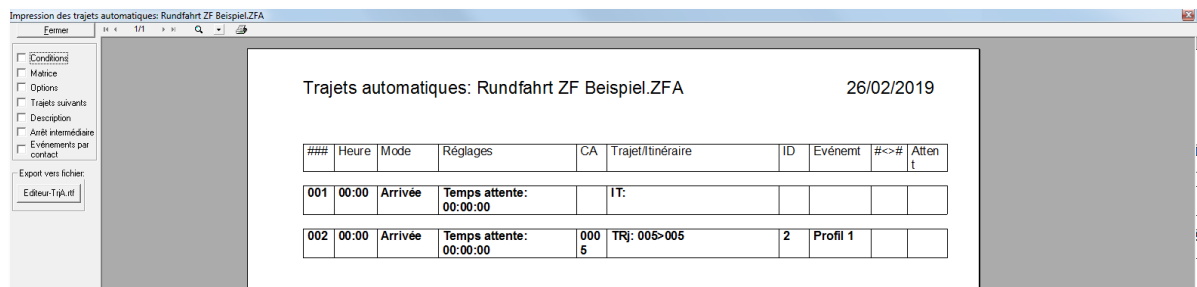 Impression des trajets automatiques: Rundfahrt ZF Beispiel.ZFA
Fermer 1/1
Conditions
Matrice
Options
Trajets suivants
Description
Arrêt intermédiaire
Evénements par
contact
Export vers fichier:
Editeur-TrjA.rtf
Trajets automatiques: Rundfahrt ZF Beispiel.ZFA 26/02/2019
### Heure Mode Réglages CA Trajet/Itinéraire ID Evénemt #<># Atten
t
001 00:00 Arrivée Temps attente: IT:
00:00:00
002 00:00 Arrivée Temps attente: 000 TRj: 005>005 2 Profil 1
00:00:00 5